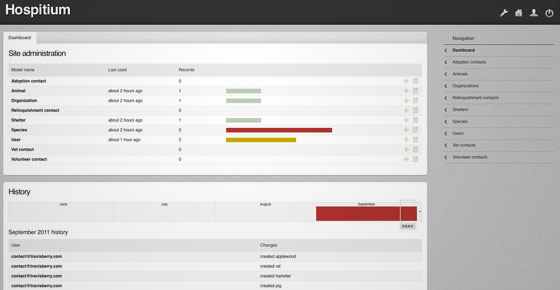 Hospitium
Dashboard
Site administration
Model name Last used Records
Adoption contact 0
Animal about 2 hours ago 1
Organization about 2 hours ago 1
Relinquishment contact 0
Shelter about 2 hours ago 1
Species about 2 hours ago 3
User about 1 hour ago 2
Vet contact 0
Volunteer contact 0
History
June July August September
DRAG
September 2011 history
User Changes
contact@travisberry.com created applewood
contact@travisberry.com created rat
contact@travisberry.com created hamster
contact@travisberry.com created pig
Navigation
Dashboard
Adoption contacts
Animals
Organizations
Relinquishment contacts
Shelters
Species
Users
Vet contacts
Volunteer contacts